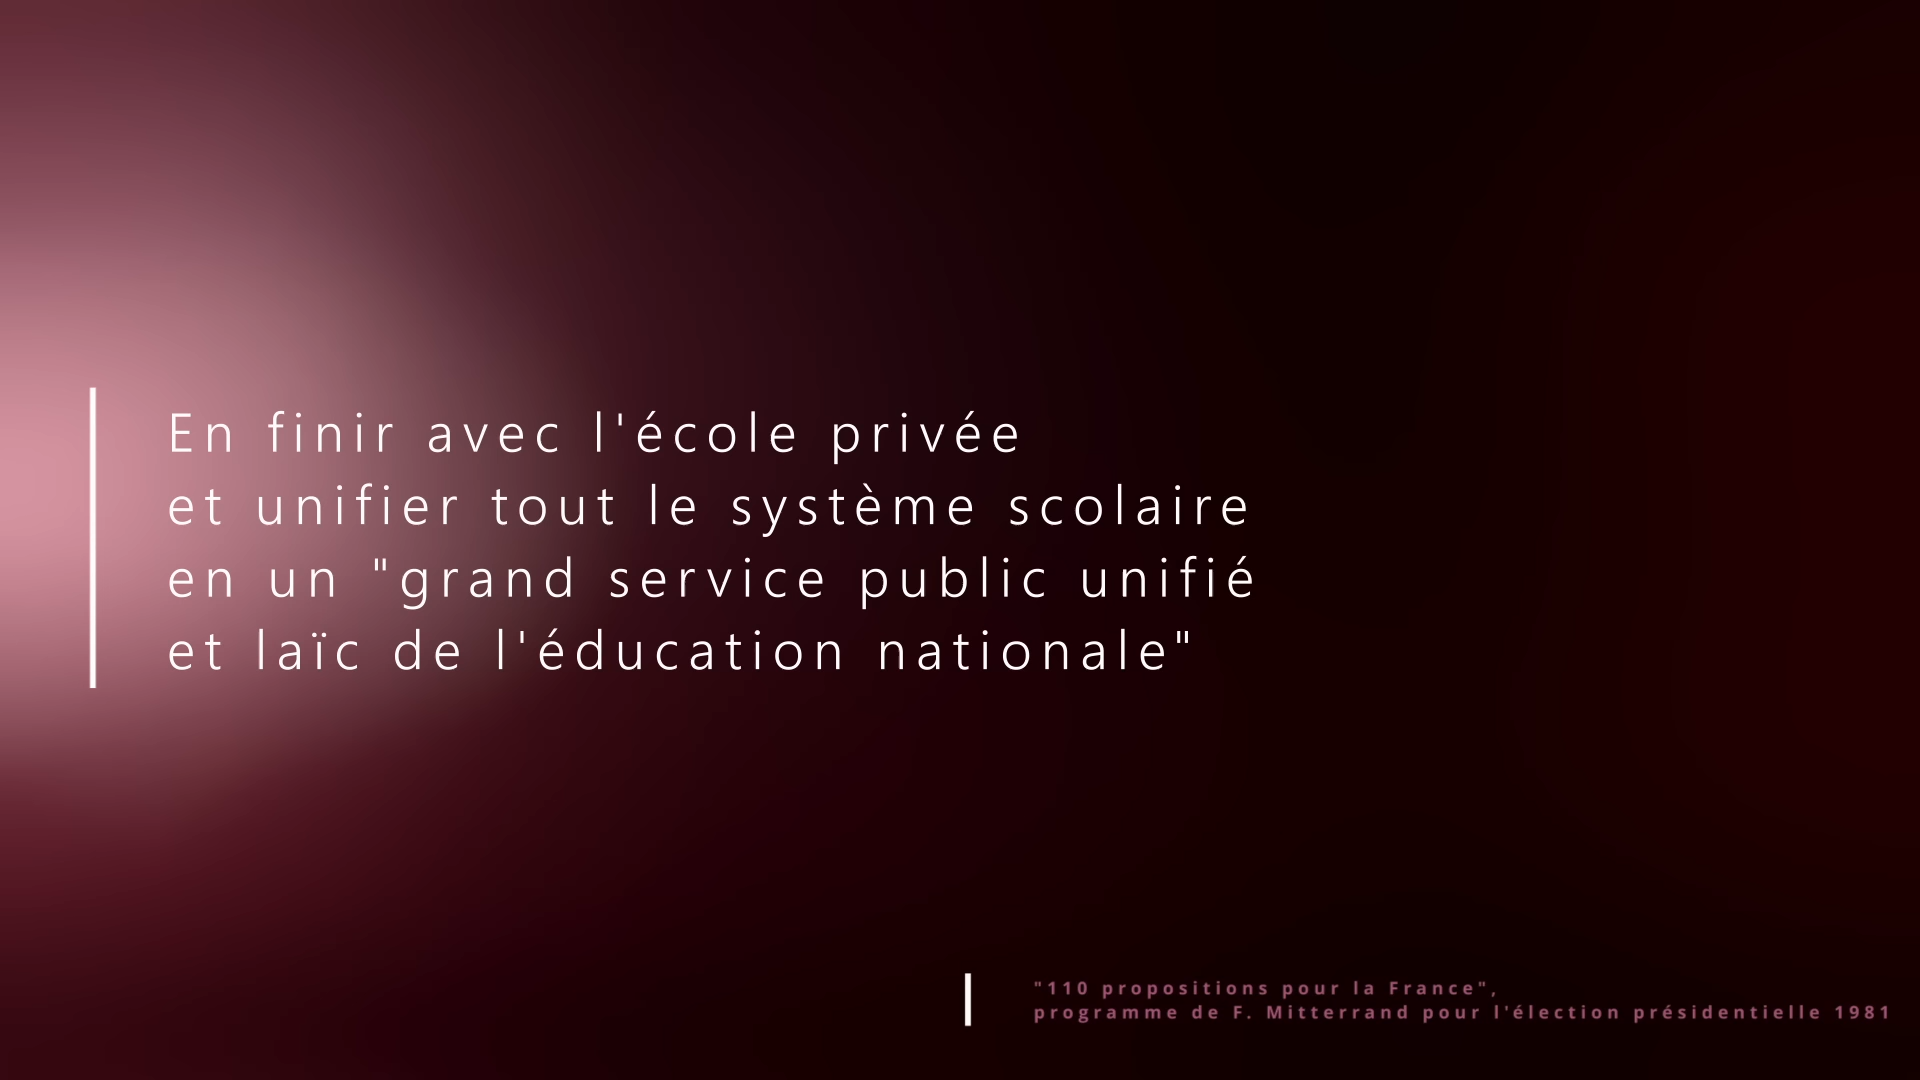 En finir avec l'école privée
et unifier tout le système scolaire
en un "grand service public unifié
et laïc de l'éducation nationale"
"110 propositions pour la France",
programme de F. Mitterrand pour l'élection présidentielle 1981